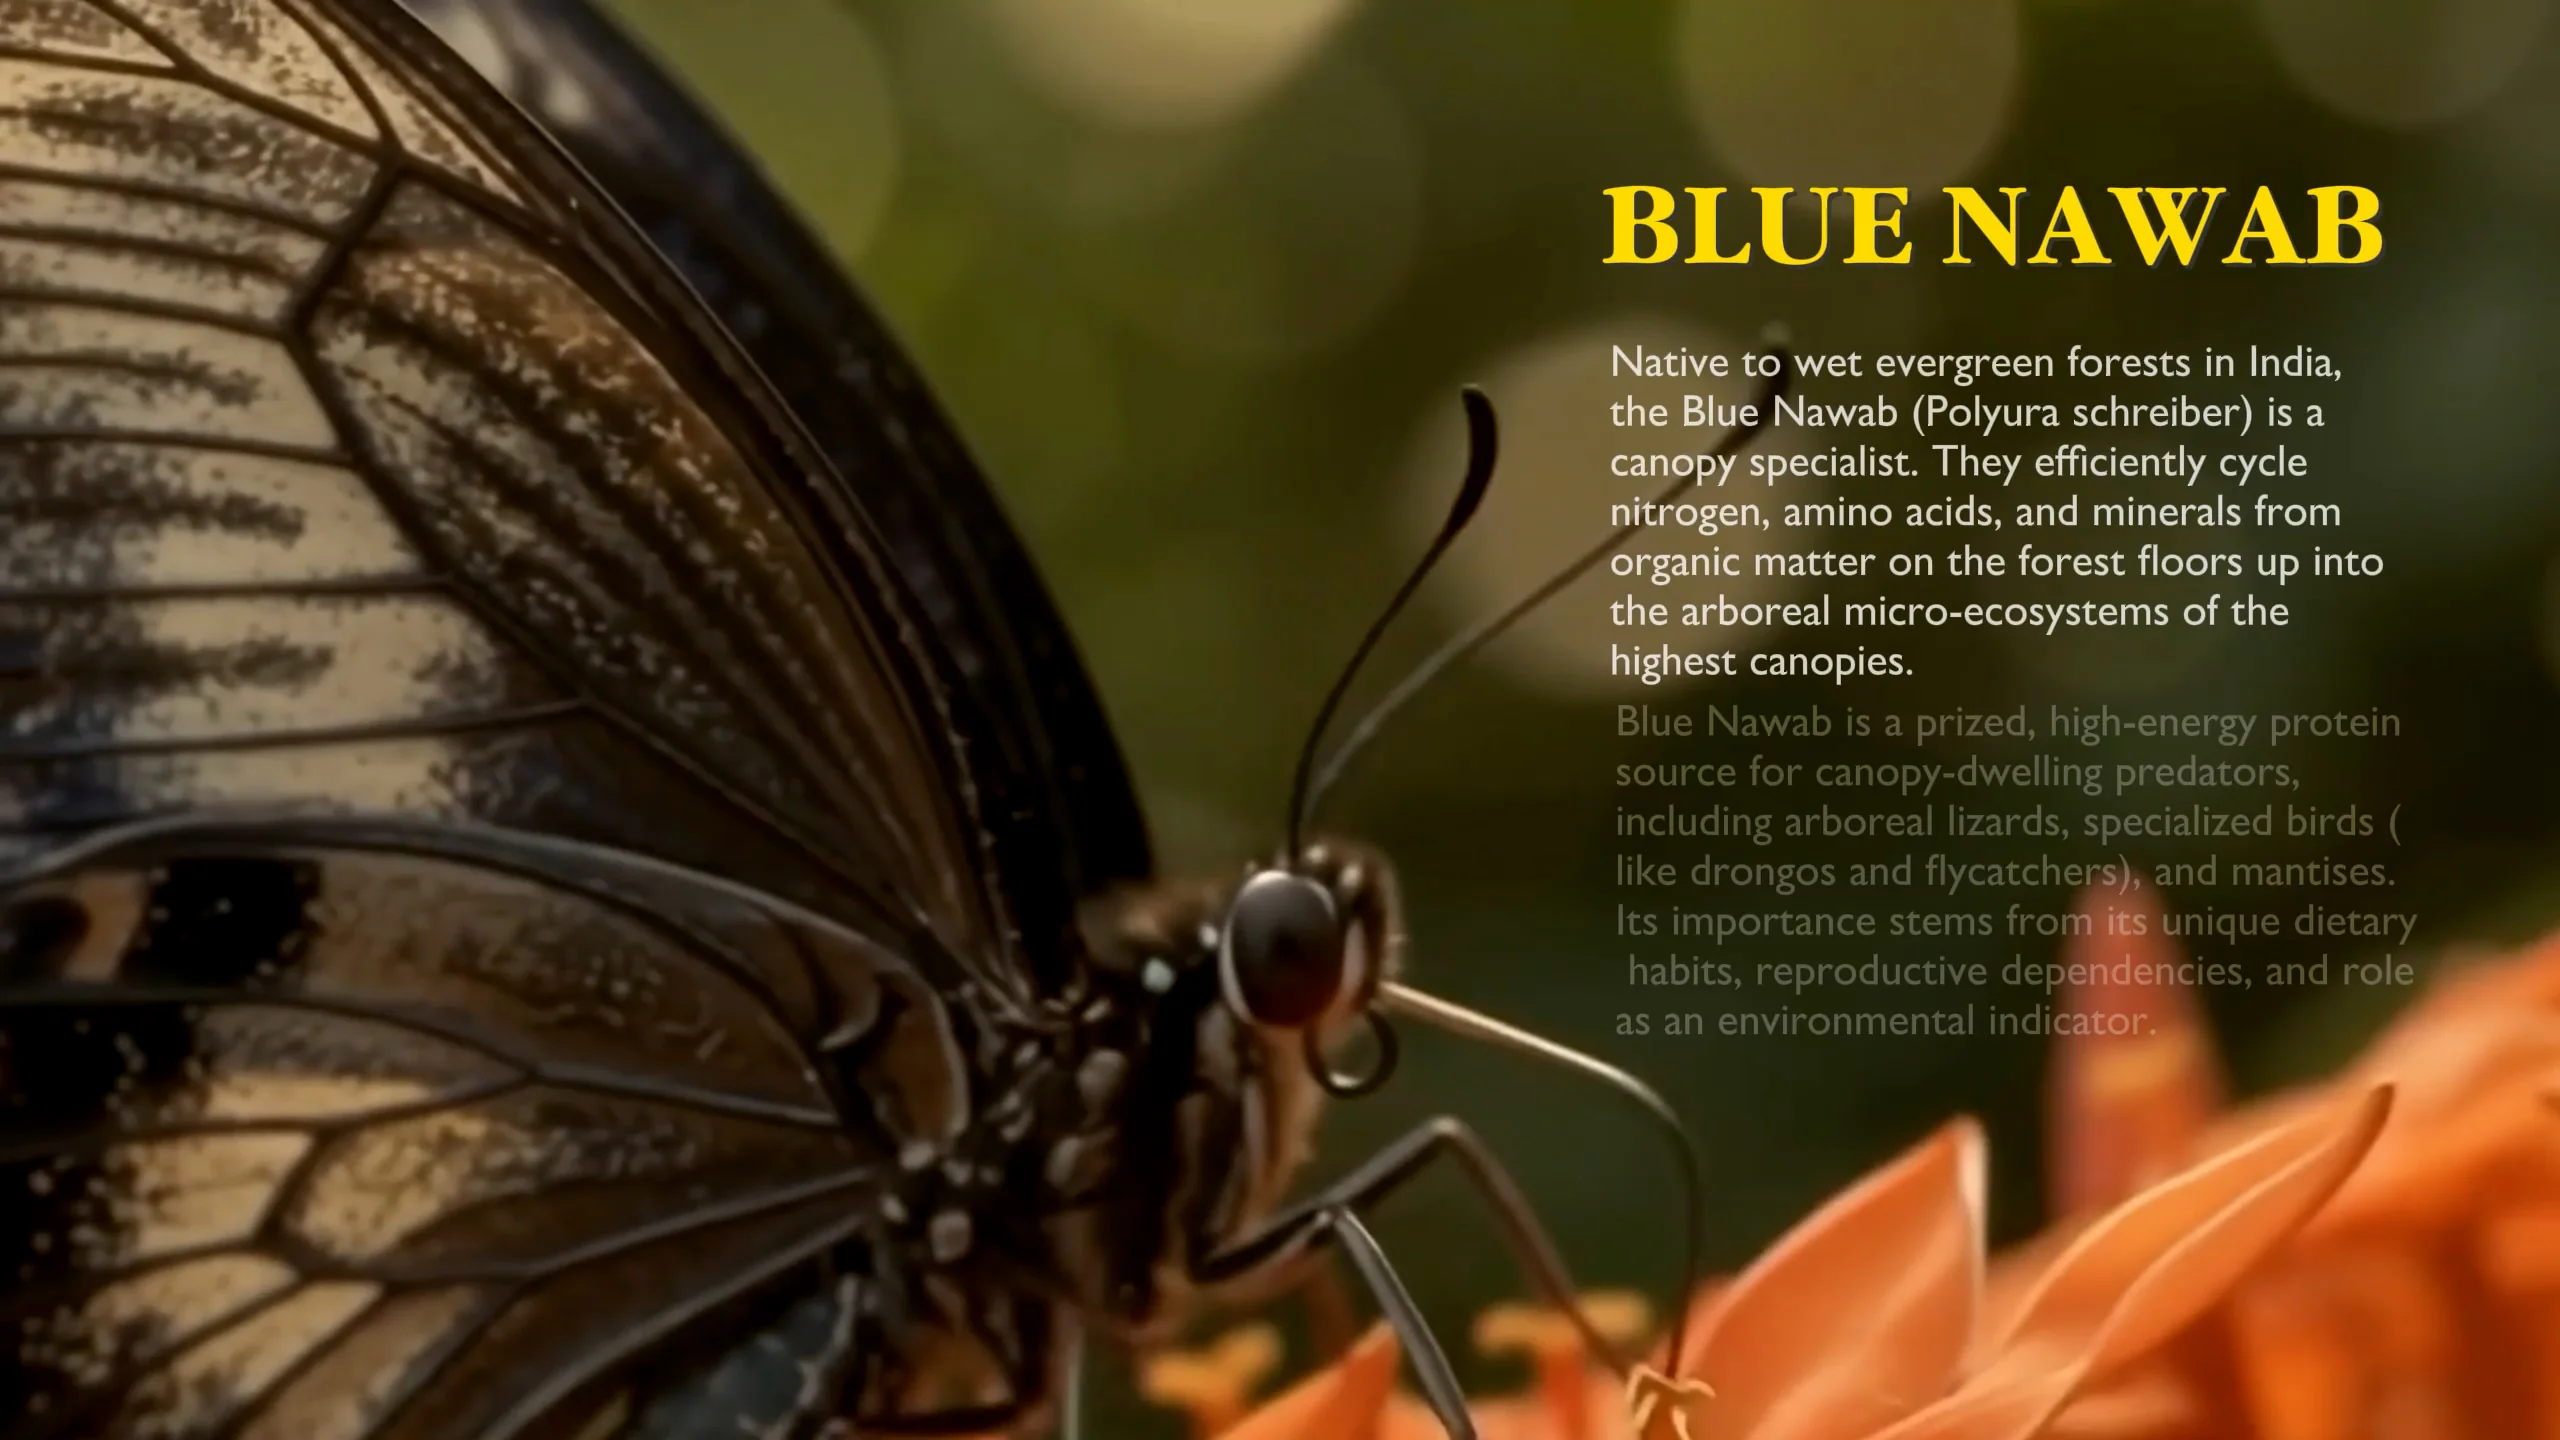 BLUE NAWAB
Native to wet evergreen forests in India,
the Blue Nawab (Polyura schreiber) is a
canopy specialist. They efficiently cycle
nitrogen, amino acids, and minerals from
organic matter on the forest floors up into
the arboreal micro-ecosystems of the
highest canopies.
Blue Nawab is a prized, high-energy protein
source for canopy-dwelling predators,
including arboreal lizards, specialized birds (
like drongos and flycatchers), and mantises.
Its importance stems from its unique dietary
habits, reproductive dependencies, and role
as an environmental indicator.